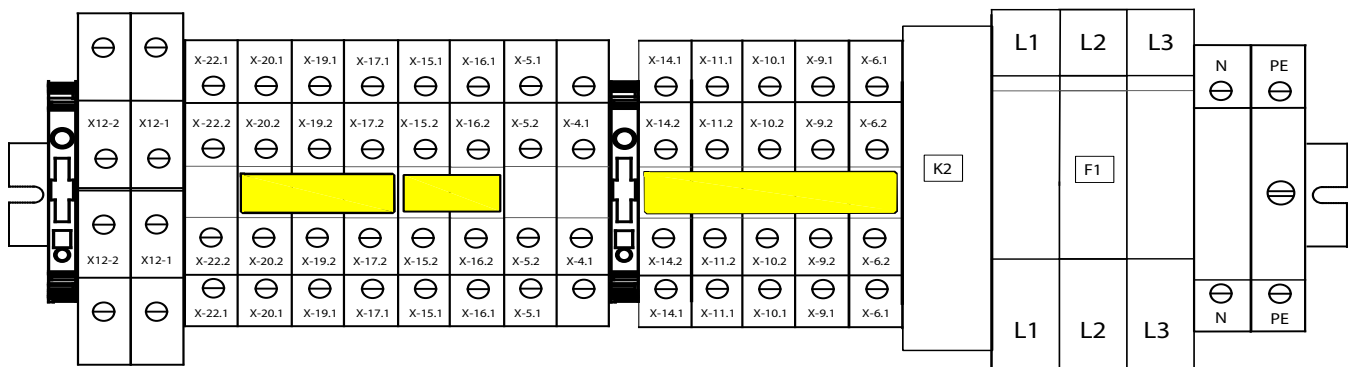 L1 L2 L3
X-22.1 X-20.1 X-19.1 X-17.1 X-15.1 X-16.1 X-5.1 X-14.1 X-11.1 X-10.1 X-9.1 X-6.1 N PE
X12-2 X12-1 X-22.2 X-20.2 X-19.2 X-17.2 X-15.2 X-16.2 X-5.2 X-4.1 X-14.2 X-11.2 X-10.2 X-9.2 X-6.2
K2 F1
X12-2 X12-1 X-22.2 X-20.2 X-19.2 X-17.2 X-15.2 X-16.2 X-5.2 X-4.1 X-14.2 X-11.2 X-10.2 X-9.2 X-6.2
X-22.1 X-20.1 X-19.1 X-17.1 X-15.1 X-16.1 X-5.1 X-14.1 X-11.1 X-10.1 X-9.1 X-6.1 N PE
L1 L2 L3